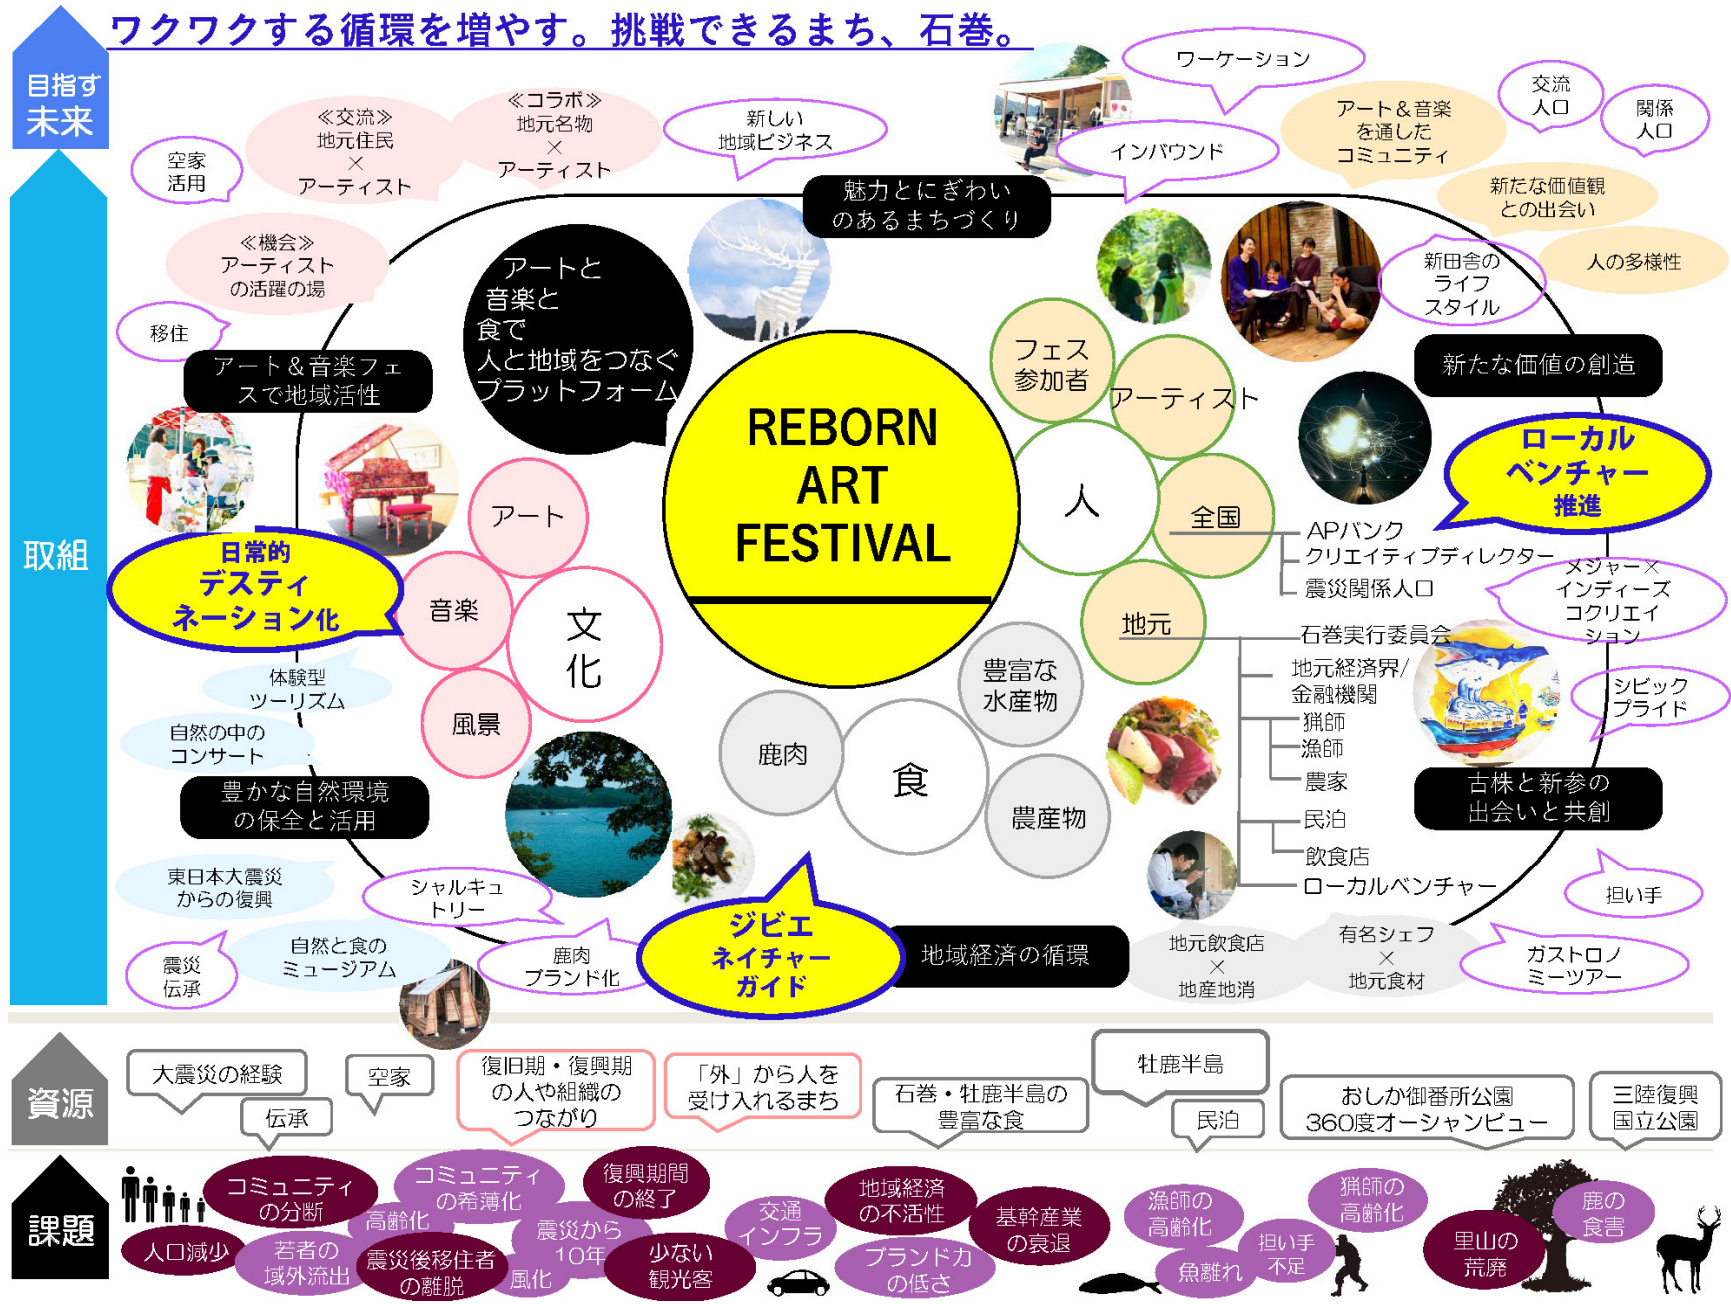 ワクワクする循環を増やす。挑戦できるまち、石巻。
目指す
未来
取組
資源
課題
空家
活用
≪交流≫
地元住民
×
アーティスト
≪コラボ≫
地元名物
×
アーティスト
新しい
地域ビジネス
ワーケーション
インバウンド
アート＆音楽
を通した
コミュニティ
交流
人口
関係
人口
新たな価値観
との出会い
人の多様性
新田舎の
ライフ
スタイル
≪機会≫
アーティスト
の活躍の場
移住
魅力とにぎわい
のあるまちづくり
アート＆音楽フェ
スで地域活性
新たな価値の創造
アートと
音楽と
食で
人と地域をつなぐ
プラットフォーム
REBORN
ART
FESTIVAL
フェス
参加者
アーティスト
人
全国
地元
APバンク
クリエイティブディレクター
震災関係人口
石巻実行委員会
地元経済界/
金融機関
猟師
漁師
農家
民泊
飲食店
ローカルベンチャー
ローカル
ベンチャー
推進
メジャー×
インディーズ
コクリエイ
ション
シビック
プライド
古株と新参の
出会いと共創
担い手
ガストロノ
ミーツアー
有名シェフ
×
地元食材
地元飲食店
×
地産地消
地域経済の循環
日常的
デスティ
ネーション化
アート
音楽
風景
文
化
豊富な
水産物
鹿肉
食
農産物
体験型
ツーリズム
自然の中の
コンサート
豊かな自然環境
の保全と活用
東日本大震災
からの復興
シャルキュ
トリー
自然と食の
ミュージアム
震災
伝承
鹿肉
ブランド化
ジビエ
ネイチャー
ガイド
大震災の経験
伝承
空家
復旧期・復興期
の人や組織の
つながり
「外」から人を
受け入れるまち
石巻・牡鹿半島の
豊富な食
牡鹿半島
民泊
おしか御番所公園
360度オーシャンビュー
三陸復興
国立公園
人口減少
コミュニティ
の分断
高齢化
若者の
域外流出
コミュニティ
の希薄化
震災後移住者
の離脱
風化
震災から
10年
復興期間
の終了
少ない
観光客
交通
インフラ
地域経済
の不活性
ブランド力
の低さ
基幹産業
の衰退
漁師の
高齢化
魚離れ
担い手
不足
猟師の
高齢化
里山の
荒廃
鹿の
食害